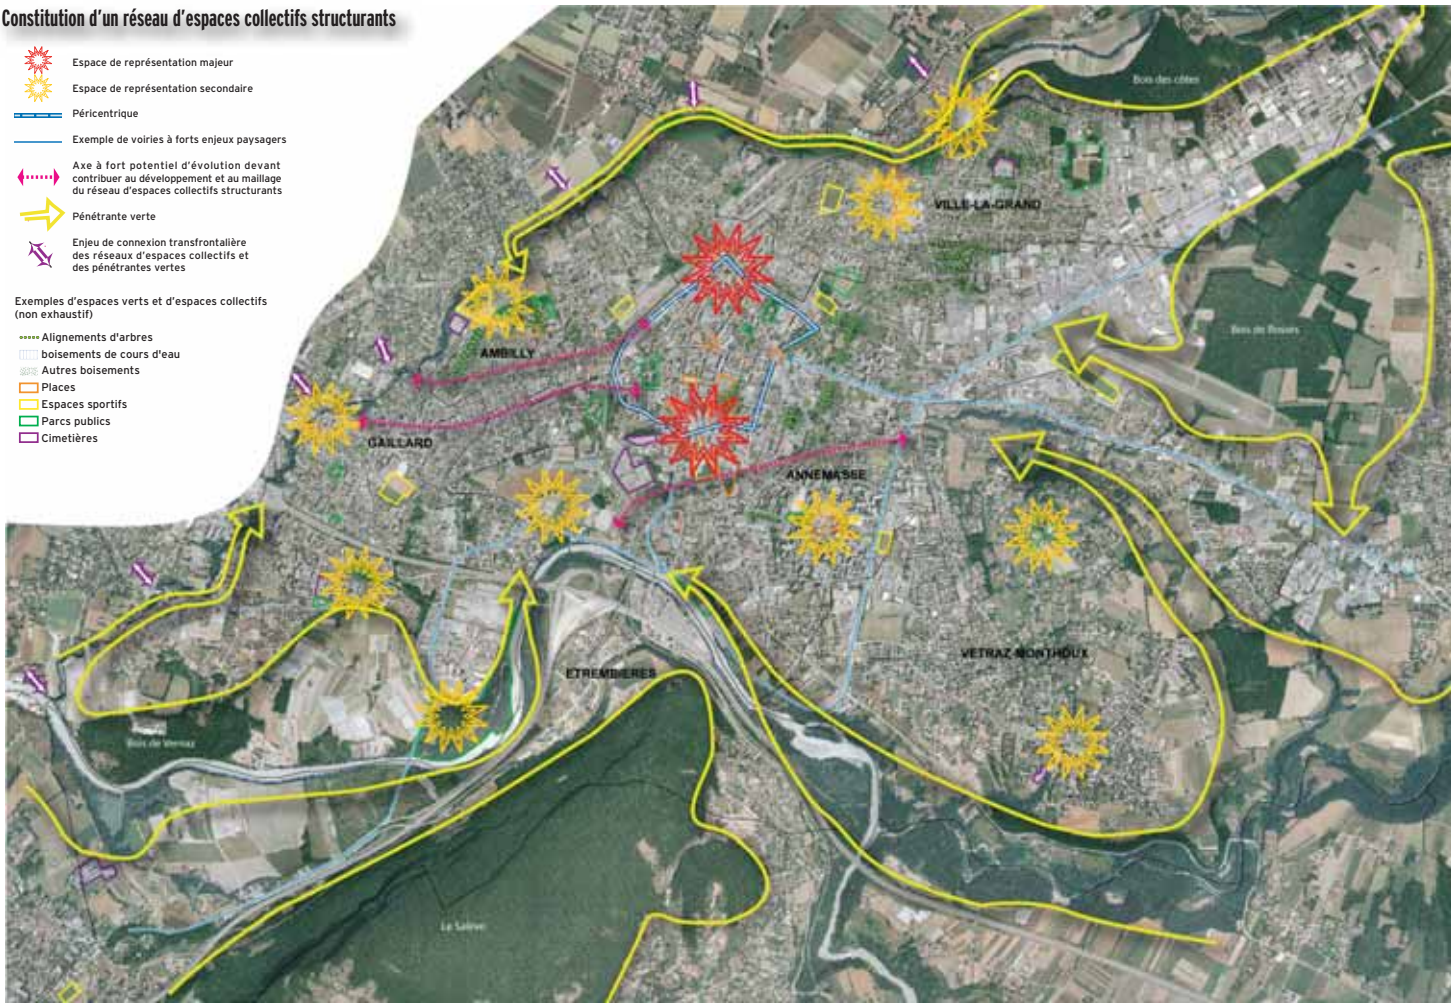 Constitution d'un réseau d'espaces collectifs structurants
Espace de représentation majeur
Espace de représentation secondaire
Péricentrique
Exemple de voiries à forts enjeux paysagers
Axe à fort potentiel d'évolution devant
contribuer au développement et au maillage
du réseau d'espaces collectifs structurants
Pénétrante verte
Enjeu de connexion transfrontalière
des réseaux d'espaces collectifs et
des pénétrantes vertes
Exemples d'espaces verts et d'espaces collectifs
(non exhaustif)
Alignements d'arbres
boisements de cours d'eau
Autres boisements
Places
Espaces sportifs
Parcs publics
Cimetières
Bois des côtes
VILLE-LA-GRAND
Bois de Rosses
AMBILLY
GAILLARD
ANNEMASSE
VETRAZ-MONTHOUX
ETREMBIERES
Bois de Vernaz
Le Salève